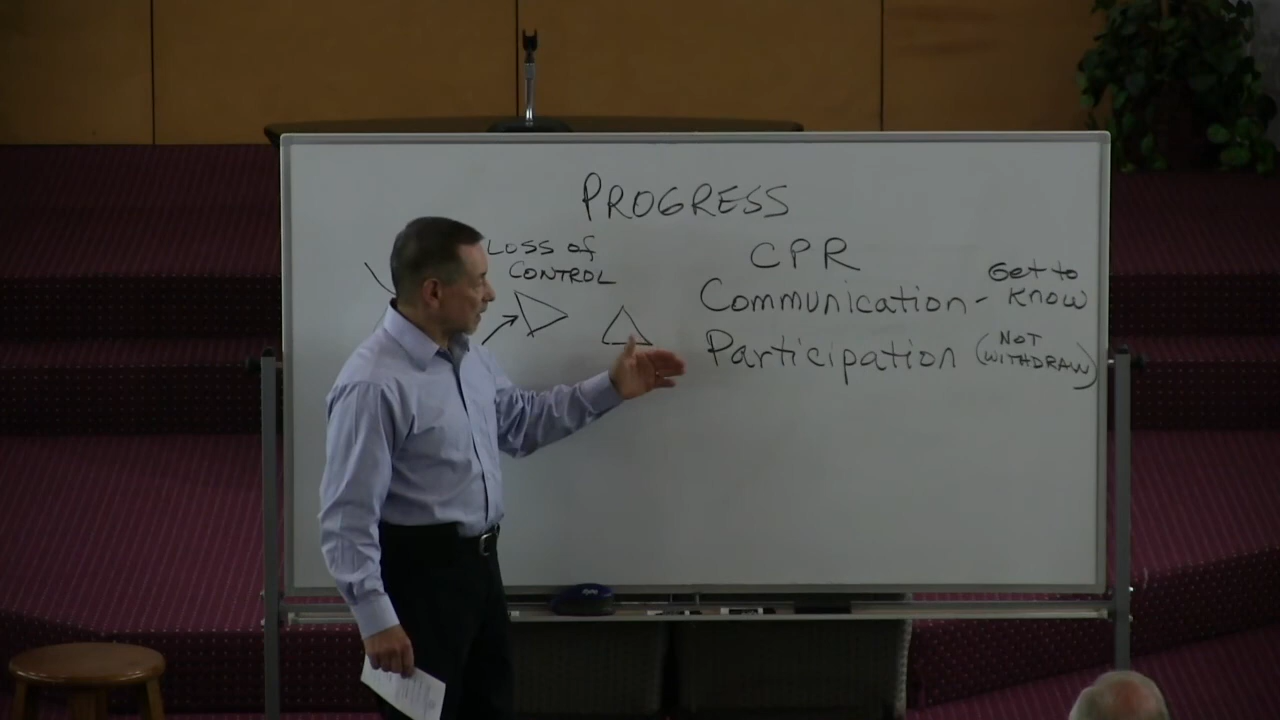 PROGRESS
LOSS of
CONTROL
CPR
Communication - Get to
Know
Participation (NOT
WITHDRAW)